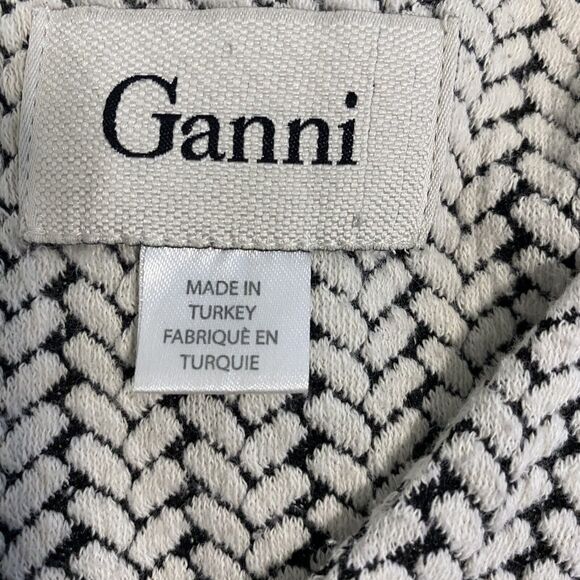 Ganni
MADE IN
TURKEY
FABRIQUÈ EN
TURQUIE